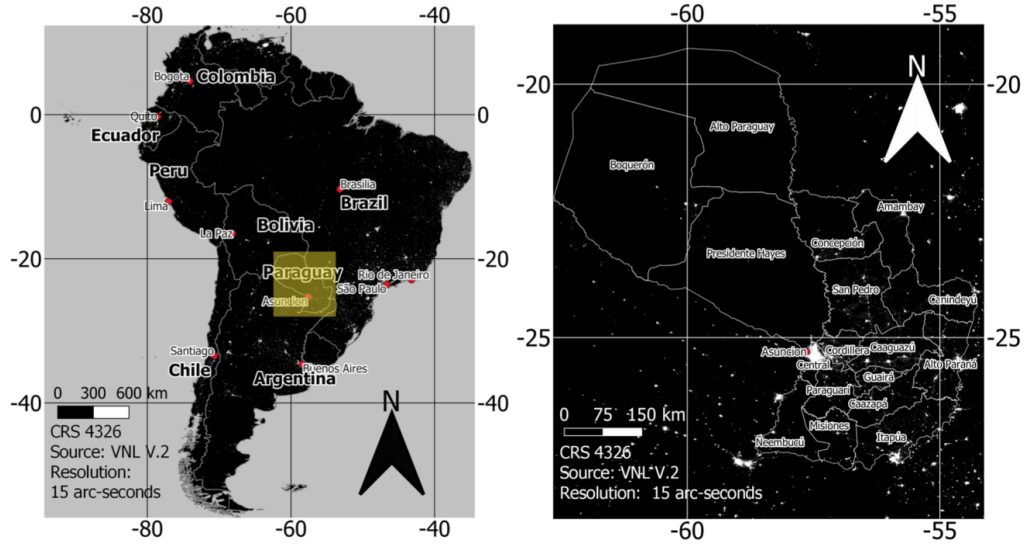 -80
-60
-40
Bogota
Colombia
0
Quito
0
Ecuador
Peru
Brasilia
Brazil
Lima
Bolivia
La Paz
-20
-20
Paraguay
Rio de Janeiro
São Paulo
Asuncion
Santiago
Chile
Buenos Aires
Argentina
0 300 600 km
-40
N
-40
CRS 4326
Source: VNL V.2
Resolution:
15 arc-seconds
-80
-60
-40
-60
-55
N
-20
-20
Alto Paraguay
Boquerón
Amambay
Concepción
Presidente Hayes
San Pedro
Canindeyú
-25
-25
Asuncion
Cordillera
Caaguazú
Central
Alto Paraná
Guairá
Paraguarí
Caazapá
0 75 150 km
Misiones
Itapúa
Ñeembucú
CRS 4326
Source: VNL V.2
Resolution: 15 arc-seconds
-60
-55